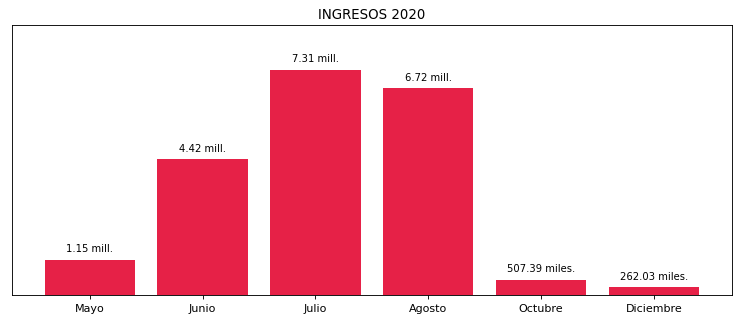 INGRESOS 2020
7.31 mill.
6.72 mill.
4.42 mill.
1.15 mill.
507.39 miles.
262.03 miles.
Mayo
Junio
Julio
Agosto
Octubre
Diciembre